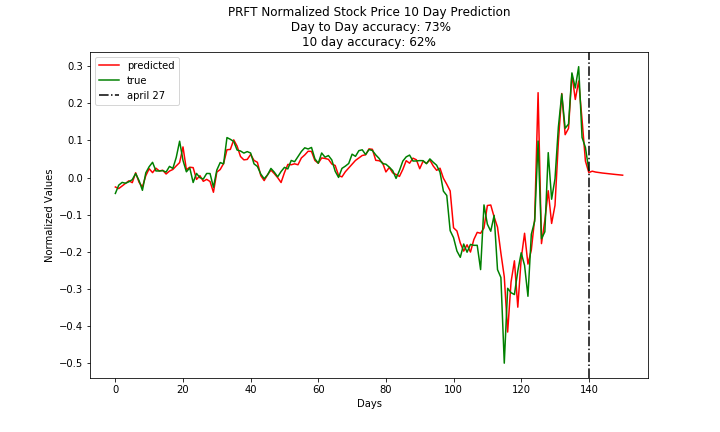 PRFT Normalized Stock Price 10 Day Prediction
Day to Day accuracy: 73%
10 day accuracy: 62%
predicted
true
april 27
0.3
0.2
0.1
0.0
−0.1
−0.2
−0.3
−0.4
−0.5
Normalized Values
0 20 40 60 80 100 120 140
Days